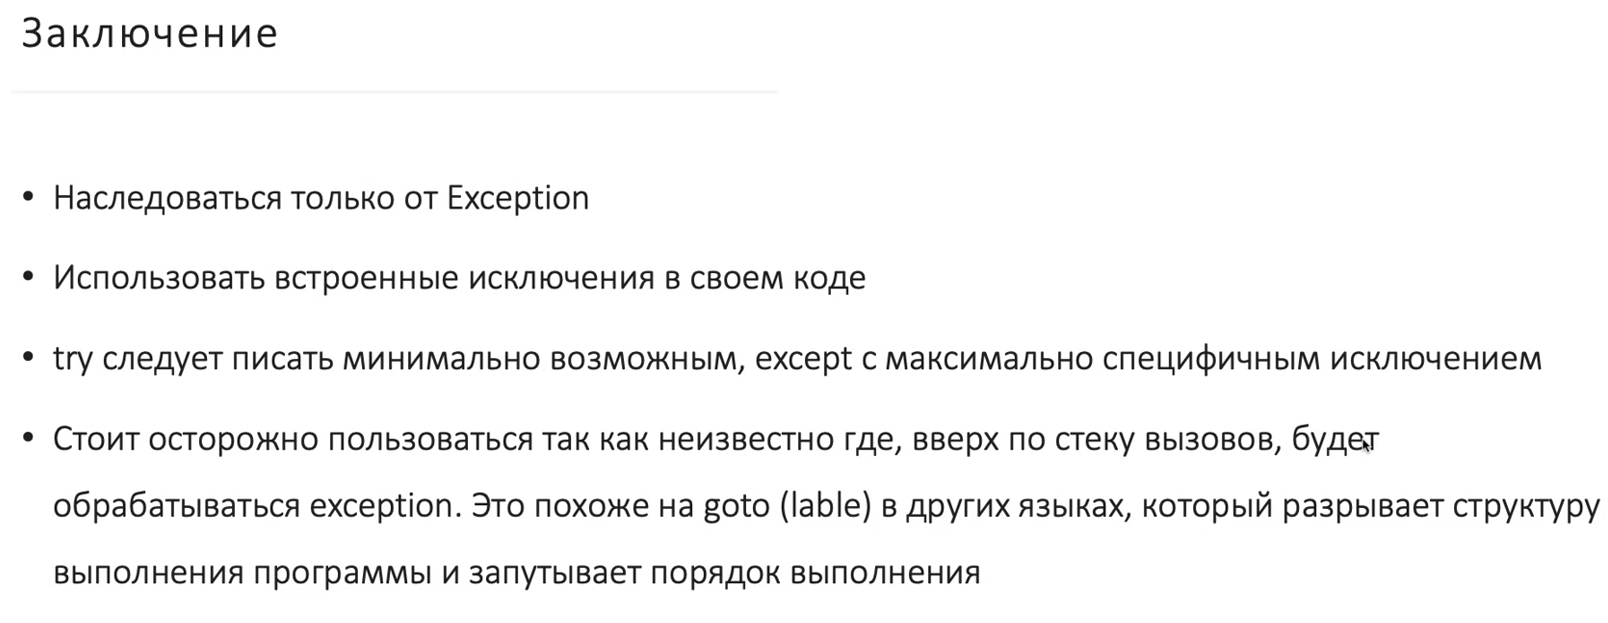 Заключение
• Наследоваться только от Exception
• Использовать встроенные исключения в своем коде
• try следует писать минимально возможным, except с максимально специфичным исключением
• Стоит осторожно пользоваться так как неизвестно где, вверх по стеку вызовов, будет
обрабатываться exception. Это похоже на goto (lable) в других языках, который разрывает структуру
выполнения программы и запутывает порядок выполнения